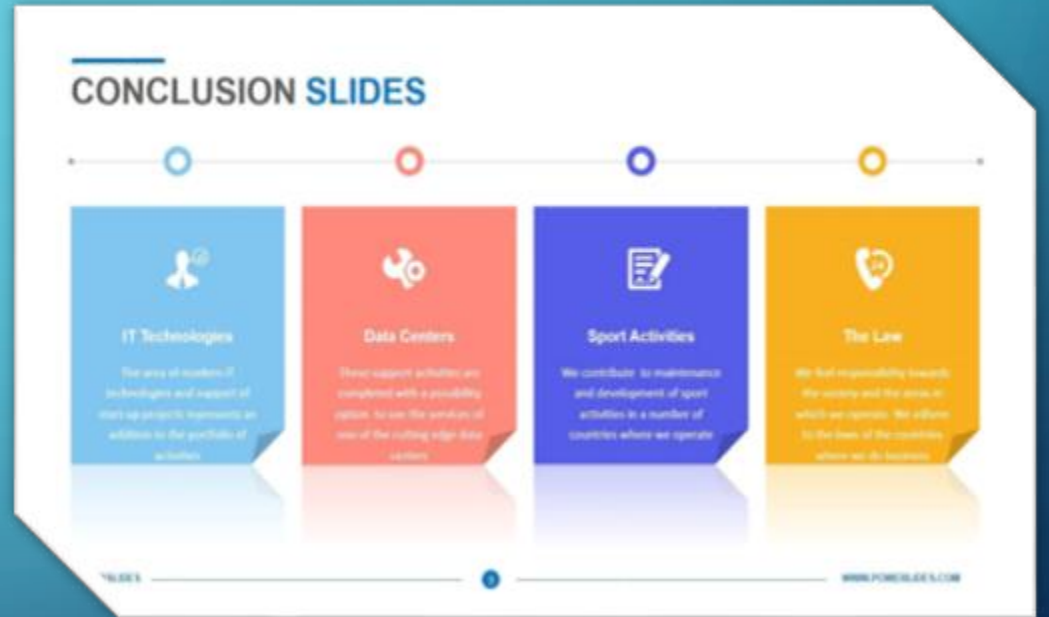 CONCLUSION SLIDES
IT Technologies
The area of modern IT
technologies and support of
start-up projects represents an
addition to the portfolio of
activities
Data Centers
These support activities are
completed with a possibility
option to use the services of
one of the cutting edge data
centers
Sport Activities
We contribute to maintenance
and development of sport
activities in a number of
countries where we operate
The Law
We feel responsibility towards
the society and the areas in
which we operate. We adhere
to the laws of the countries
where we do business
WWW.POWERSLIDES.COM